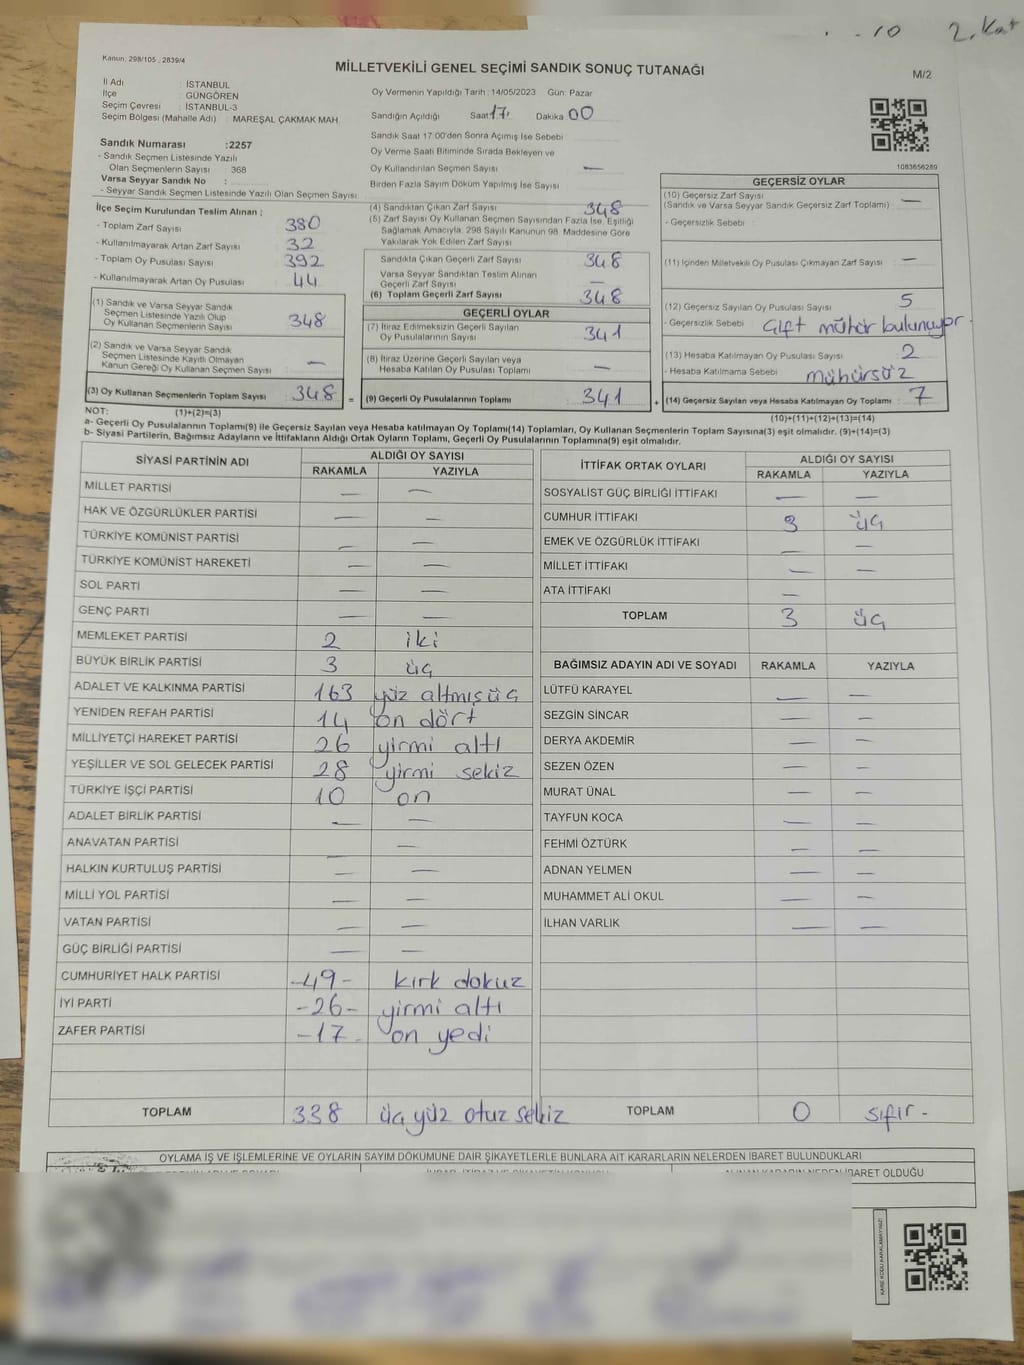 .. 10 2. Kat
Kanun: 298/105 , 2839/4
MİLLETVEKİLİ GENEL SEÇİMİ SANDIK SONUÇ TUTANAĞI
M/2
İl Adı : İSTANBUL
İlçe : GÜNGÖREN
Seçim Çevresi : İSTANBUL-3
Seçim Bölgesi (Mahalle Adı) : MAREŞAL ÇAKMAK MAH.
Sandık Numarası :2257
- Sandık Seçmen Listesinde Yazılı
Olan Seçmenlerin Sayısı : 368
Varsa Seyyar Sandık No :
- Seyyar Sandık Seçmen Listesinde Yazılı Olan Seçmen Sayısı:
Oy Vermenin Yapıldığı Tarih : 14/05/2023 Gün: Pazar
Sandığın Açıldığı Saat 17: Dakika 00
Sandık Saat 17:00'den Sonra Açmış İse Sebebi
Oy Verme Saati Bitiminde Sırada Bekleyen ve
Oy Kullandırılan Seçmen Sayısı : —
Birden Fazla Sayım Döküm Yapılmış İse Sayısı
1083656289
İlçe Seçim Kurulundan Teslim Alınan ;
- Toplam Zarf Sayısı : 380
- Kullanılmayarak Artan Zarf Sayısı : 32
- Toplam Oy Pusulası Sayısı : 392
- Kullanılmayarak Artan Oy Pusulası : 44
(1) Sandık ve Varsa Seyyar Sandık
Seçmen Listesinde Yazılı Olup
Oy Kullanan Seçmenlerin Sayısı : 348
(2) Sandık ve Varsa Seyyar Sandık
Seçmen Listesinde Kayıtlı Olmayan
Kanun Gereği Oy Kullanan Seçmen Sayısı : —
(3) Oy Kullanan Seçmenlerin Toplam Sayısı : 348 =
(4) Sandıktan Çıkan Zarf Sayısı : 348
(5) Zarf Sayısı Oy Kullanan Seçmen Sayısından Fazla İse, Eşitliği
Sağlamak Amacıyla, 298 Sayılı Kanunun 98. Maddesine Göre
Yakılarak Yok Edilen Zarf Sayısı
Sandıkta Çıkan Geçerli Zarf Sayısı : 348
Varsa Seyyar Sandıktan Teslim Alınan
Geçerli Zarf Sayısı : —
(6) Toplam Geçerli Zarf Sayısı : 348
GEÇERLİ OYLAR
(7) İtiraz Edilmeksizin Geçerli Sayılan
Oy Pusulalarının Sayısı : 341
(8) İtiraz Üzerine Geçerli Sayılan veya
Hesaba Katılan Oy Pusulası Toplamı : —
(9) Geçerli Oy Pusulalarının Toplamı : 341 +
GEÇERSİZ OYLAR
(10) Geçersiz Zarf Sayısı
(Sandık ve Varsa Seyyar Sandık Geçersiz Zarf Toplamı) : —
- Geçersizlik Sebebi :
(11) İçinden Milletvekili Oy Pusulası Çıkmayan Zarf Sayısı : —
(12) Geçersiz Sayılan Oy Pusulası Sayısı : 5
- Geçersizlik Sebebi : Çift mühür bulunuyor.
(13) Hesaba Katılmayan Oy Pusulası Sayısı : 2
- Hesaba Katılmama Sebebi : mühürsüz
(14) Geçersiz Sayılan veya Hesaba Katılmayan Oy Toplamı : 7
NOT: (1)+(2)=(3) (10)+(11)+(12)+(13)=(14)
a- Geçerli Oy Pusulalarının Toplamı(9) ile Geçersiz Sayılan veya Hesaba katılmayan Oy Toplamı(14) Toplamları, Oy Kullanan Seçmenlerin Toplam Sayısına(3) eşit olmalıdır. (9)+(14)=(3)
b- Siyasi Partilerin, Bağımsız Adayların ve İttifakların Aldığı Ortak Oyların Toplamı, Geçerli Oy Pusulalarının Toplamına(9) eşit olmalıdır.
SİYASİ PARTİNİN ADI ALDIĞI OY SAYISI
RAKAMLA YAZIYLA
MİLLET PARTİSİ — —
HAK VE ÖZGÜRLÜKLER PARTİSİ — —
TÜRKİYE KOMÜNİST PARTİSİ — —
TÜRKİYE KOMÜNİST HAREKETİ — —
SOL PARTİ — —
GENÇ PARTİ — —
MEMLEKET PARTİSİ 2 iki
BÜYÜK BİRLİK PARTİSİ 3 üç
ADALET VE KALKINMA PARTİSİ 163 yüz altmış üç
YENİDEN REFAH PARTİSİ 14 on dört
MİLLİYETÇİ HAREKET PARTİSİ 26 yirmi altı
YEŞİLLER VE SOL GELECEK PARTİSİ 28 yirmi sekiz
TÜRKİYE İŞÇİ PARTİSİ 10 on
ADALET BİRLİK PARTİSİ — —
ANAVATAN PARTİSİ — —
HALKIN KURTULUŞ PARTİSİ — —
MİLLİ YOL PARTİSİ — —
VATAN PARTİSİ — —
GÜÇ BİRLİĞİ PARTİSİ — —
CUMHURİYET HALK PARTİSİ -49- kırk dokuz
İYİ PARTİ -26- yirmi altı
ZAFER PARTİSİ -17- on yedi
TOPLAM 338 üç yüz otuz sekiz
İTTİFAK ORTAK OYLARI ALDIĞI OY SAYISI
RAKAMLA YAZIYLA
SOSYALİST GÜÇ BİRLİĞİ İTTİFAKI — —
CUMHUR İTTİFAKI 3 üç
EMEK VE ÖZGÜRLÜK İTTİFAKI — —
MİLLET İTTİFAKI — —
ATA İTTİFAKI —
TOPLAM 3 üç
BAĞIMSIZ ADAYIN ADI VE SOYADI RAKAMLA YAZIYLA
LÜTFÜ KARAYEL — —
SEZGİN SİNCAR — —
DERYA AKDEMİR — —
SEZEN ÖZEN — —
MURAT ÜNAL — —
TAYFUN KOCA — —
FEHMİ ÖZTÜRK — —
ADNAN YELMEN — —
MUHAMMET ALİ OKUL — —
İLHAN VARLIK — —
TOPLAM 0 sıfır -
OYLAMA İŞ VE İŞLEMLERİNE VE OYLARIN SAYIM DÖKÜMÜNE DAİR ŞİKAYETLERLE BUNLARA AİT KARARLARIN NELERDEN İBARET BULUNDUKLARI
ALINAN KARARIN NEDEN İBARET OLDUĞU
KARE KODU KARALAMAYINIZ!